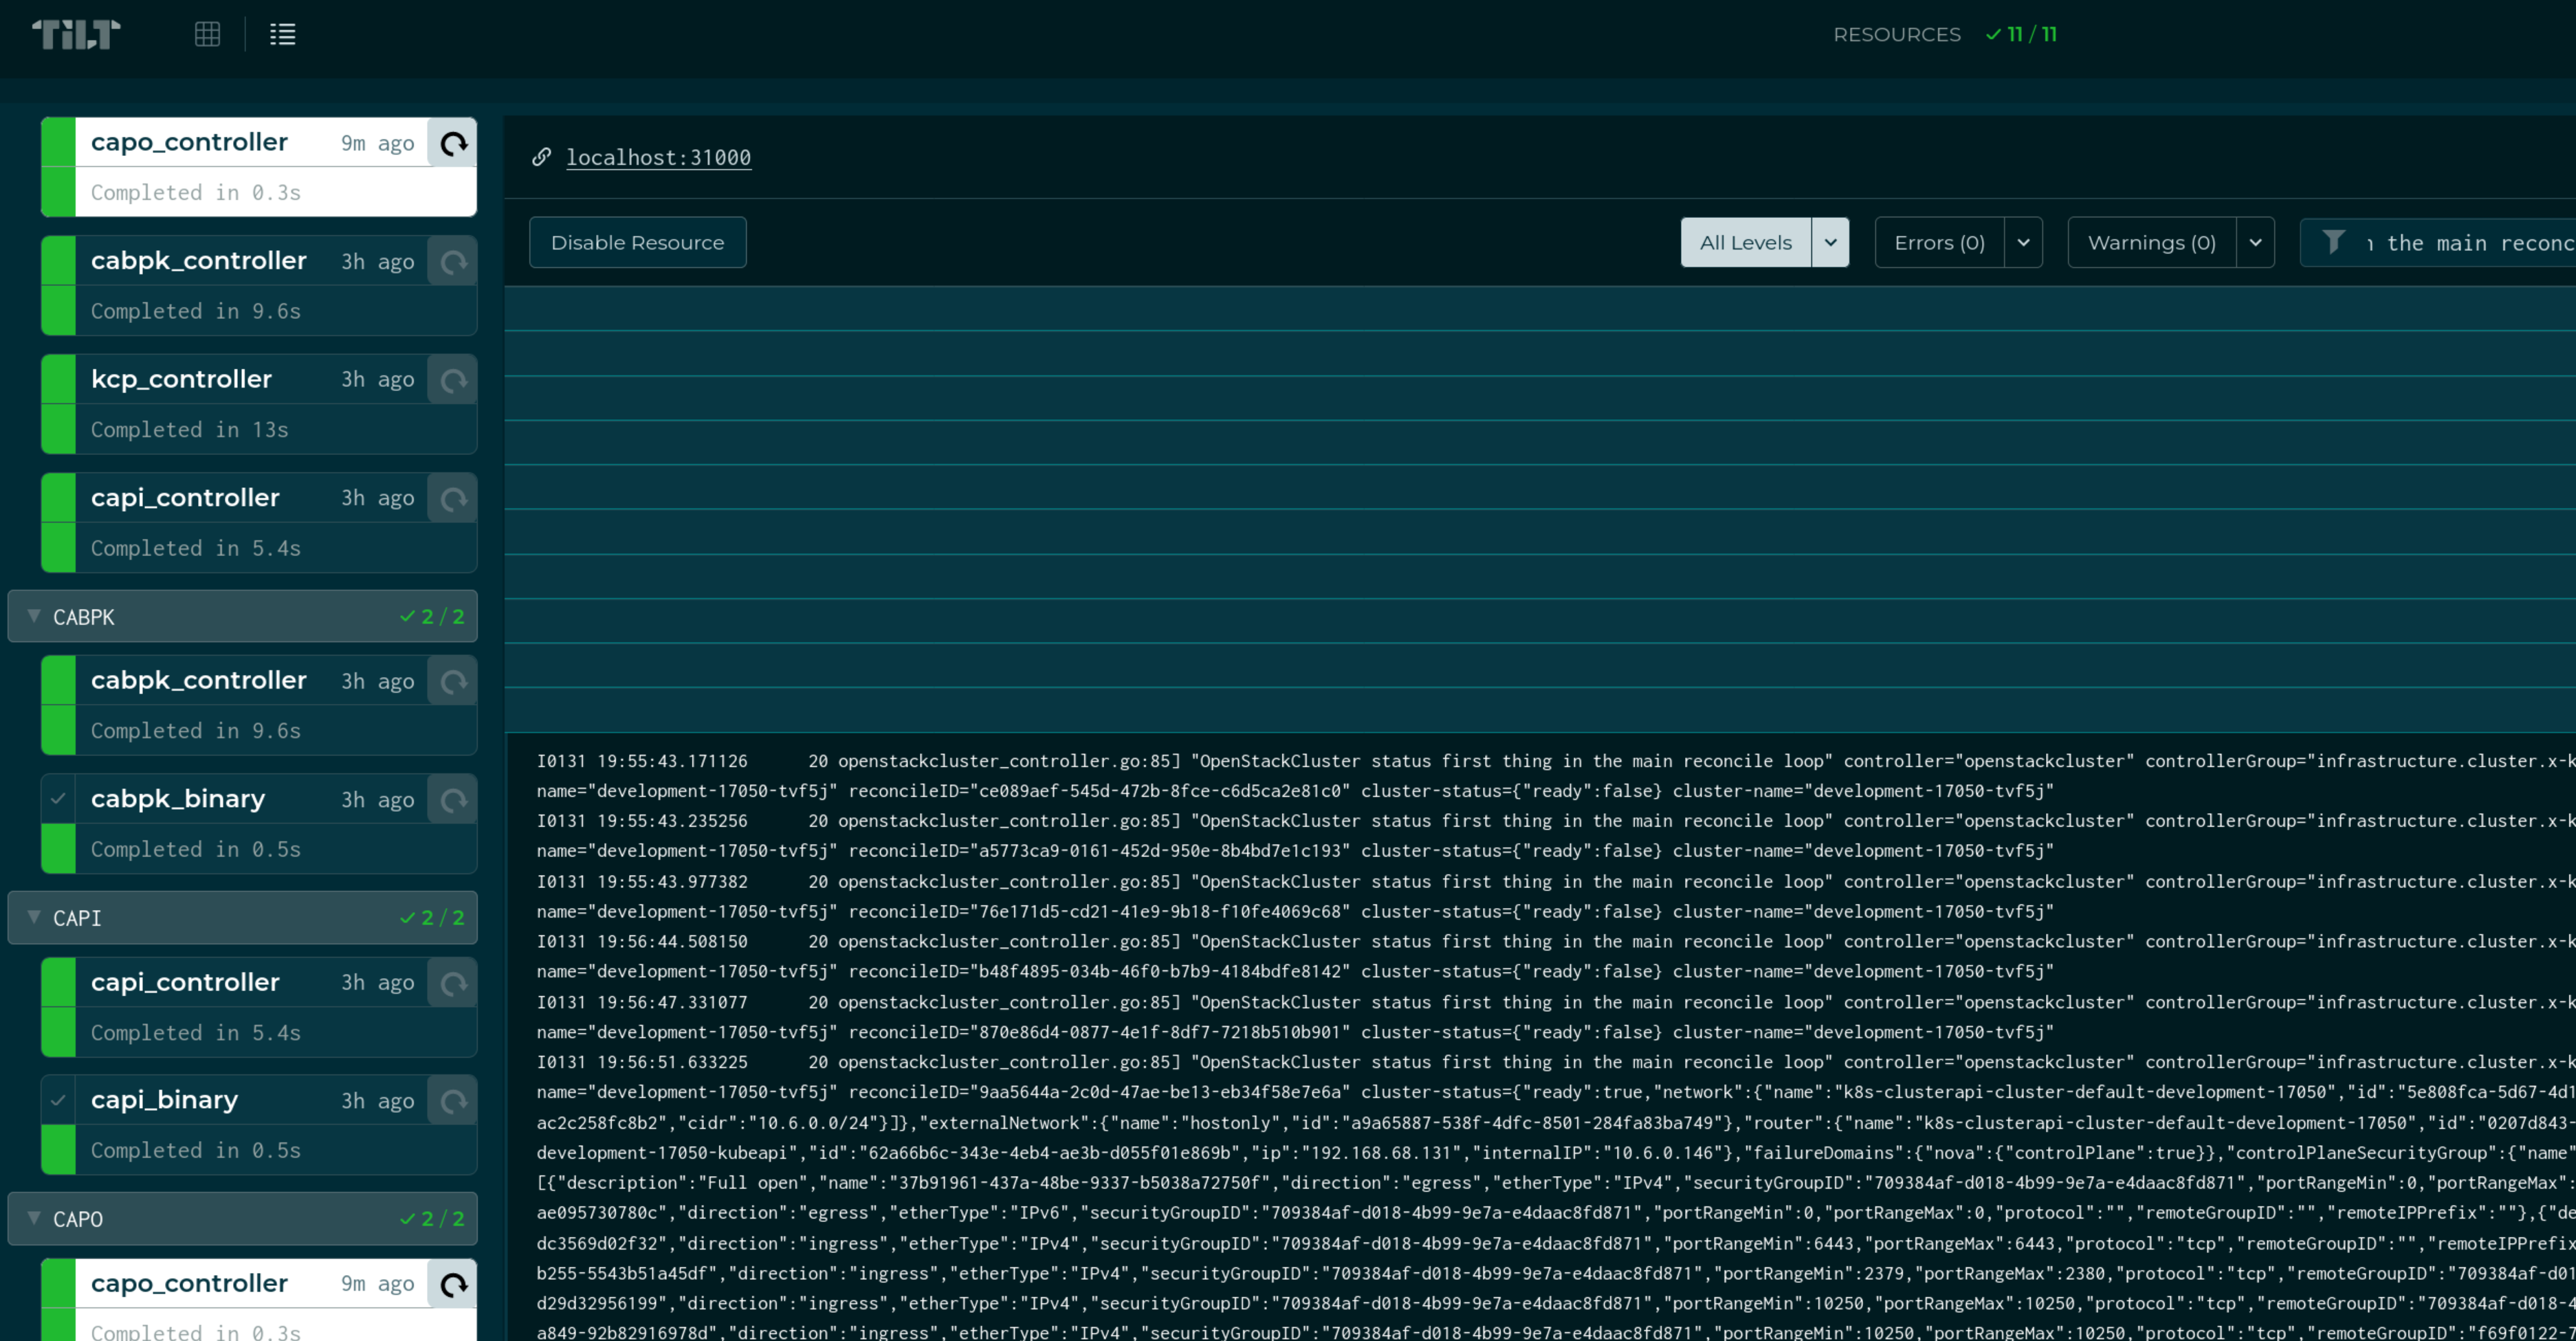 TiLT
RESOURCES ✓ 11 / 11
capo_controller 9m ago
Completed in 0.3s
cabpk_controller 3h ago
Completed in 9.6s
kcp_controller 3h ago
Completed in 13s
capi_controller 3h ago
Completed in 5.4s
CABPK ✓ 2 / 2
cabpk_controller 3h ago
Completed in 9.6s
cabpk_binary 3h ago
Completed in 0.5s
CAPI ✓ 2 / 2
capi_controller 3h ago
Completed in 5.4s
capi_binary 3h ago
Completed in 0.5s
CAPO ✓ 2 / 2
capo_controller 9m ago
Completed in 0.3s
localhost:31000
Disable Resource
All Levels
Errors (0)
Warnings (0)
the main reconc
I0131 19:55:43.171126 20 openstackcluster_controller.go:85] "OpenStackCluster status first thing in the main reconcile loop" controller="openstackcluster" controllerGroup="infrastructure.cluster.x-k
name="development-17050-tvf5j" reconcileID="ce089aef-545d-472b-8fce-c6d5ca2e81c0" cluster-status={"ready":false} cluster-name="development-17050-tvf5j"
I0131 19:55:43.235256 20 openstackcluster_controller.go:85] "OpenStackCluster status first thing in the main reconcile loop" controller="openstackcluster" controllerGroup="infrastructure.cluster.x-k
name="development-17050-tvf5j" reconcileID="a5773ca9-0161-452d-950e-8b4bd7e1c193" cluster-status={"ready":false} cluster-name="development-17050-tvf5j"
I0131 19:55:43.977382 20 openstackcluster_controller.go:85] "OpenStackCluster status first thing in the main reconcile loop" controller="openstackcluster" controllerGroup="infrastructure.cluster.x-k
name="development-17050-tvf5j" reconcileID="76e171d5-cd21-41e9-9b18-f10fe4069c68" cluster-status={"ready":false} cluster-name="development-17050-tvf5j"
I0131 19:56:44.508150 20 openstackcluster_controller.go:85] "OpenStackCluster status first thing in the main reconcile loop" controller="openstackcluster" controllerGroup="infrastructure.cluster.x-k
name="development-17050-tvf5j" reconcileID="b48f4895-034b-46f0-b7b9-4184bdfe8142" cluster-status={"ready":false} cluster-name="development-17050-tvf5j"
I0131 19:56:47.331077 20 openstackcluster_controller.go:85] "OpenStackCluster status first thing in the main reconcile loop" controller="openstackcluster" controllerGroup="infrastructure.cluster.x-k
name="development-17050-tvf5j" reconcileID="870e86d4-0877-4e1f-8df7-7218b510b901" cluster-status={"ready":false} cluster-name="development-17050-tvf5j"
I0131 19:56:51.633225 20 openstackcluster_controller.go:85] "OpenStackCluster status first thing in the main reconcile loop" controller="openstackcluster" controllerGroup="infrastructure.cluster.x-k
name="development-17050-tvf5j" reconcileID="9aa5644a-2c0d-47ae-be13-eb34f58e7e6a" cluster-status={"ready":true,"network":{"name":"k8s-clusterapi-cluster-default-development-17050","id":"5e808fca-5d67-4d1
ac2c258fc8b2","cidr":"10.6.0.0/24"}]},"externalNetwork":{"name":"hostonly","id":"a9a65887-538f-4dfc-8501-284fa83ba749"},"router":{"name":"k8s-clusterapi-cluster-default-development-17050","id":"0207d843-
development-17050-kubeapi","id":"62a66b6c-343e-4eb4-ae3b-d055f01e869b","ip":"192.168.68.131","internalIP":"10.6.0.146"},"failureDomains":{"nova":{"controlPlane":true}},"controlPlaneSecurityGroup":{"name"
[{"description":"Full open","name":"37b91961-437a-48be-9337-b5038a72750f","direction":"egress","etherType":"IPv4","securityGroupID":"709384af-d018-4b99-9e7a-e4daac8fd871","portRangeMin":0,"portRangeMax":
ae095730780c","direction":"egress","etherType":"IPv6","securityGroupID":"709384af-d018-4b99-9e7a-e4daac8fd871","portRangeMin":0,"portRangeMax":0,"protocol":"","remoteGroupID":"","remoteIPPrefix":""},{"de
dc3569d02f32","direction":"ingress","etherType":"IPv4","securityGroupID":"709384af-d018-4b99-9e7a-e4daac8fd871","portRangeMin":6443,"portRangeMax":6443,"protocol":"tcp","remoteGroupID":"","remoteIPPrefix
b255-5543b51a45df","direction":"ingress","etherType":"IPv4","securityGroupID":"709384af-d018-4b99-9e7a-e4daac8fd871","portRangeMin":2379,"portRangeMax":2380,"protocol":"tcp","remoteGroupID":"709384af-d01
d29d32956199","direction":"ingress","etherType":"IPv4","securityGroupID":"709384af-d018-4b99-9e7a-e4daac8fd871","portRangeMin":10250,"portRangeMax":10250,"protocol":"tcp","remoteGroupID":"709384af-d018-4
a849-92b82916978d","direction":"ingress","etherType":"IPv4","securityGroupID":"709384af-d018-4b99-9e7a-e4daac8fd871","portRangeMin":10250,"portRangeMax":10250,"protocol":"tcp","remoteGroupID":"f69f0122-